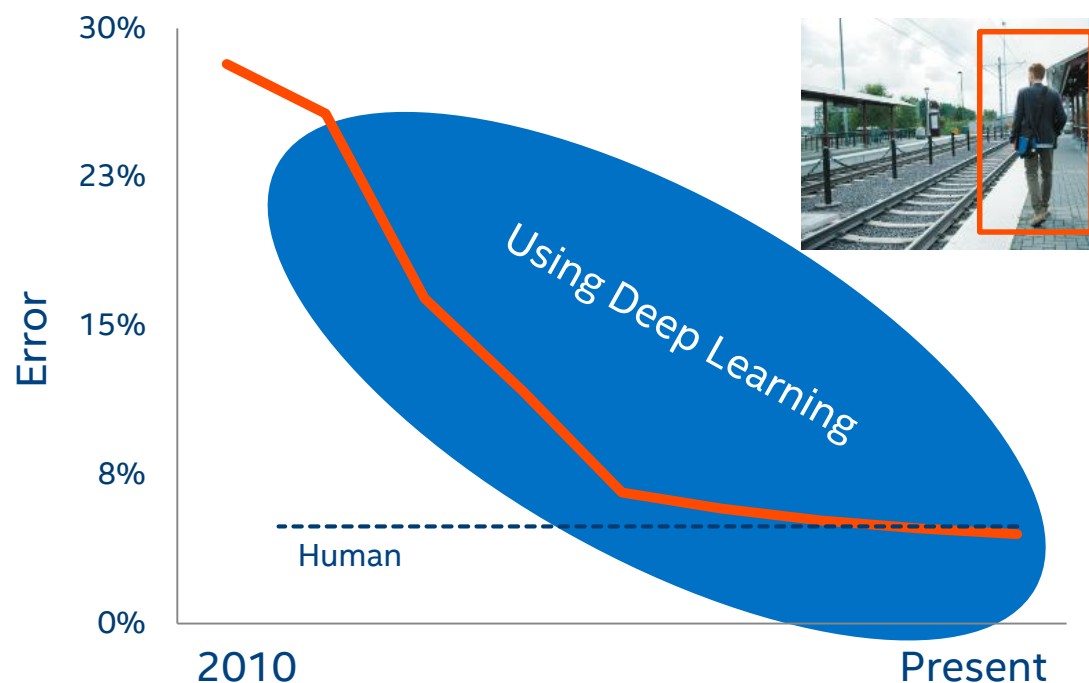 30%
23%
15%
8%
0%
Error
Using Deep Learning
Human
2010
Present